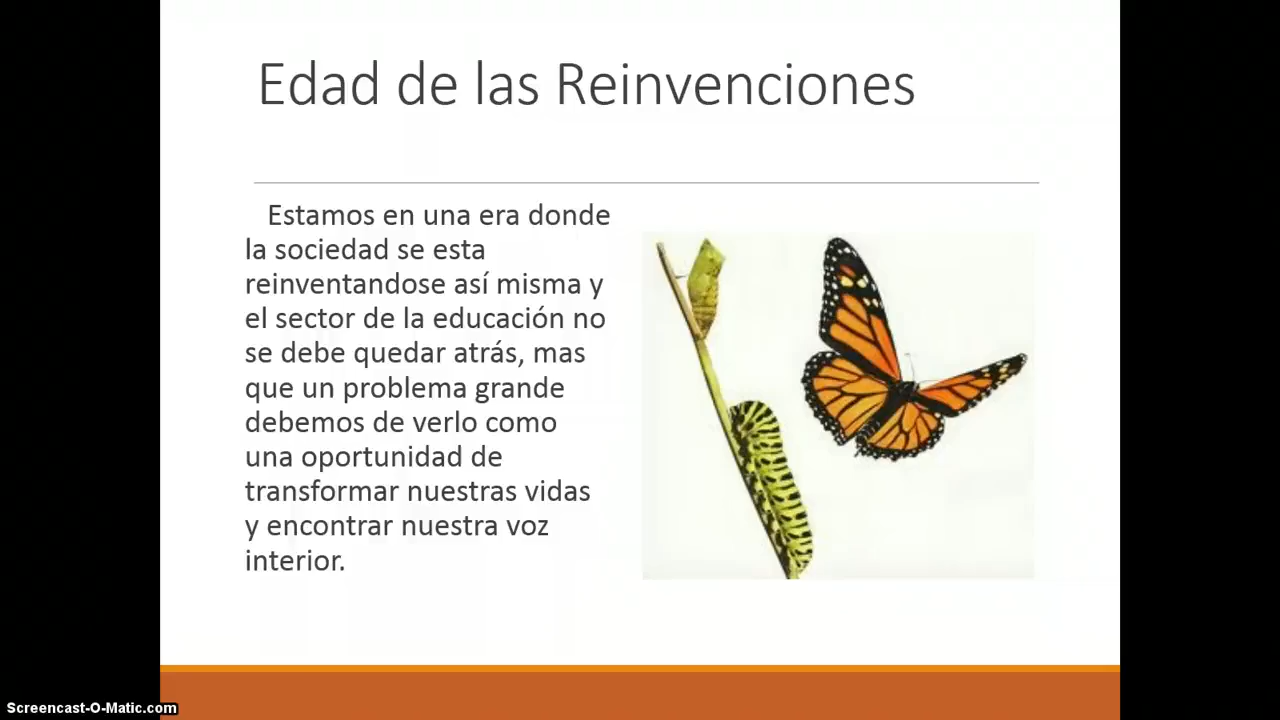 Edad de las Reinvenciones
Estamos en una era donde
la sociedad se esta
reinventandose así misma y
el sector de la educación no
se debe quedar atrás, mas
que un problema grande
debemos de verlo como
una oportunidad de
transformar nuestras vidas
y encontrar nuestra voz
interior.
Screencast-O-Matic.com